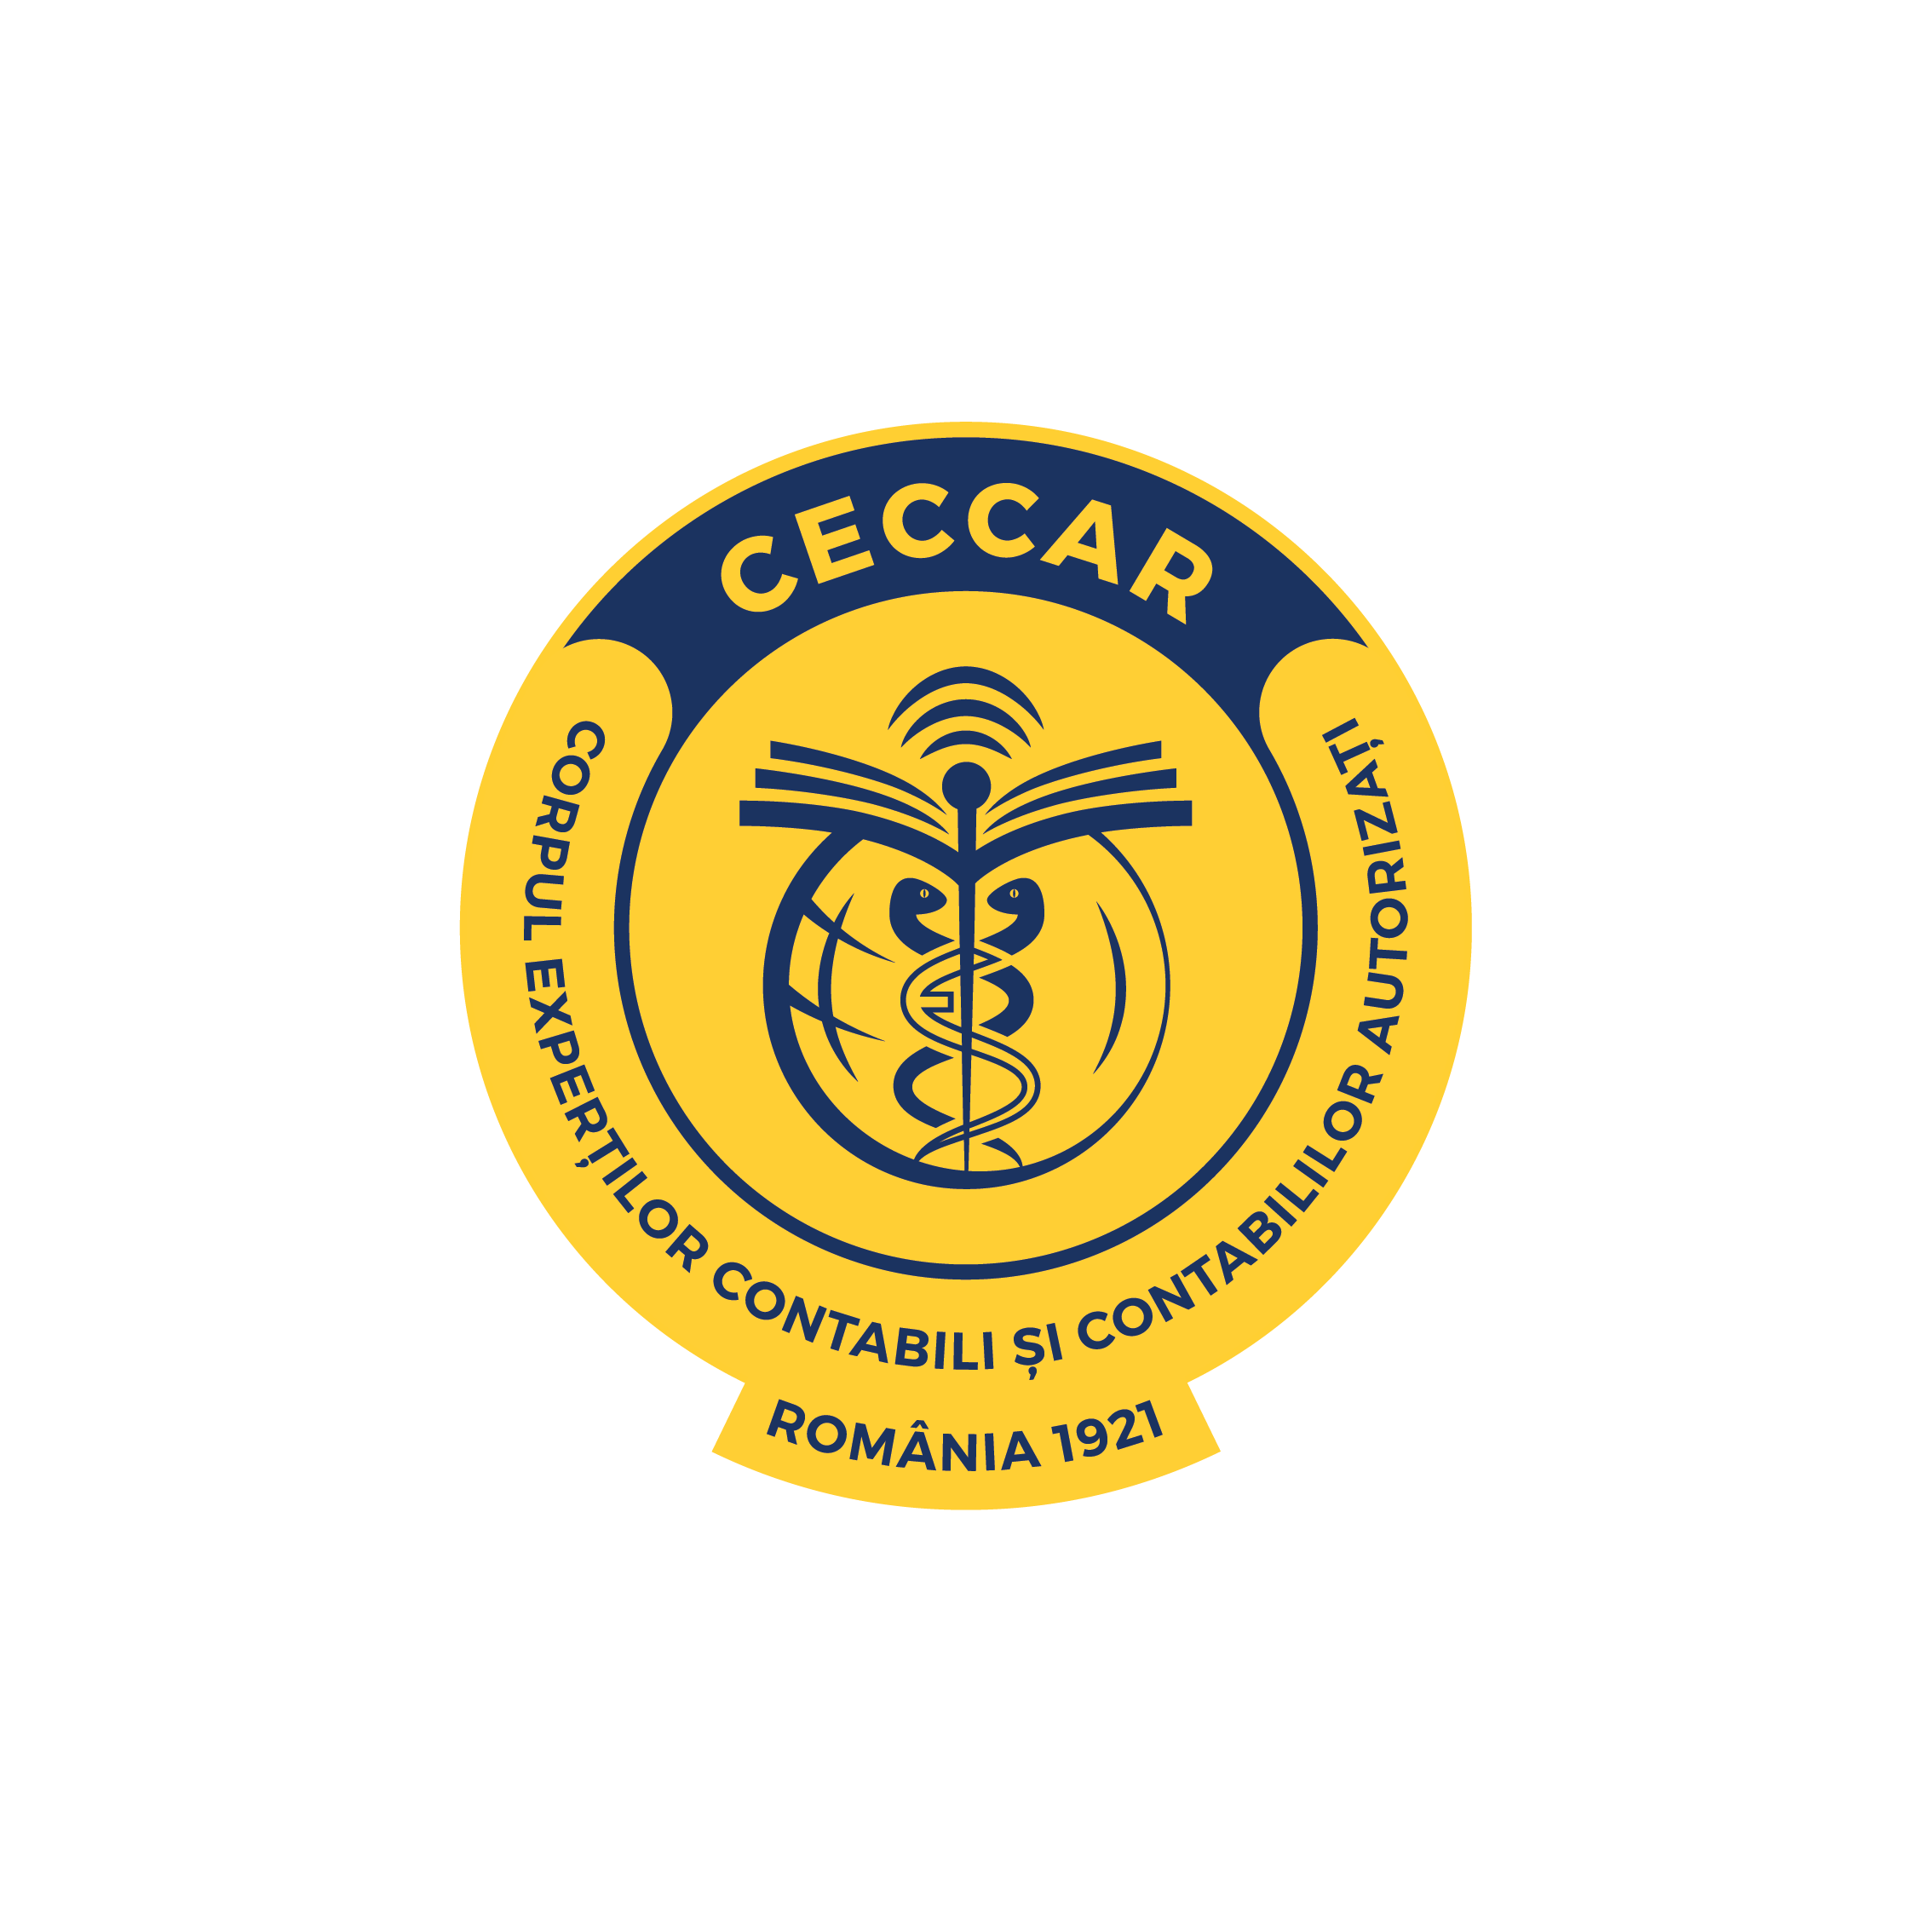 CECCAR
CORPUL EXPERȚILOR CONTABILI ȘI CONTABILILOR AUTORIZAȚI
ROMÂNIA 1921